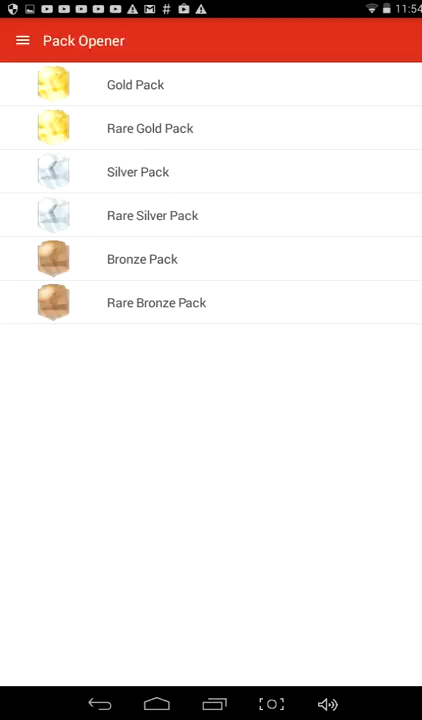 11:54
Pack Opener
Gold Pack
Rare Gold Pack
Silver Pack
Rare Silver Pack
Bronze Pack
Rare Bronze Pack